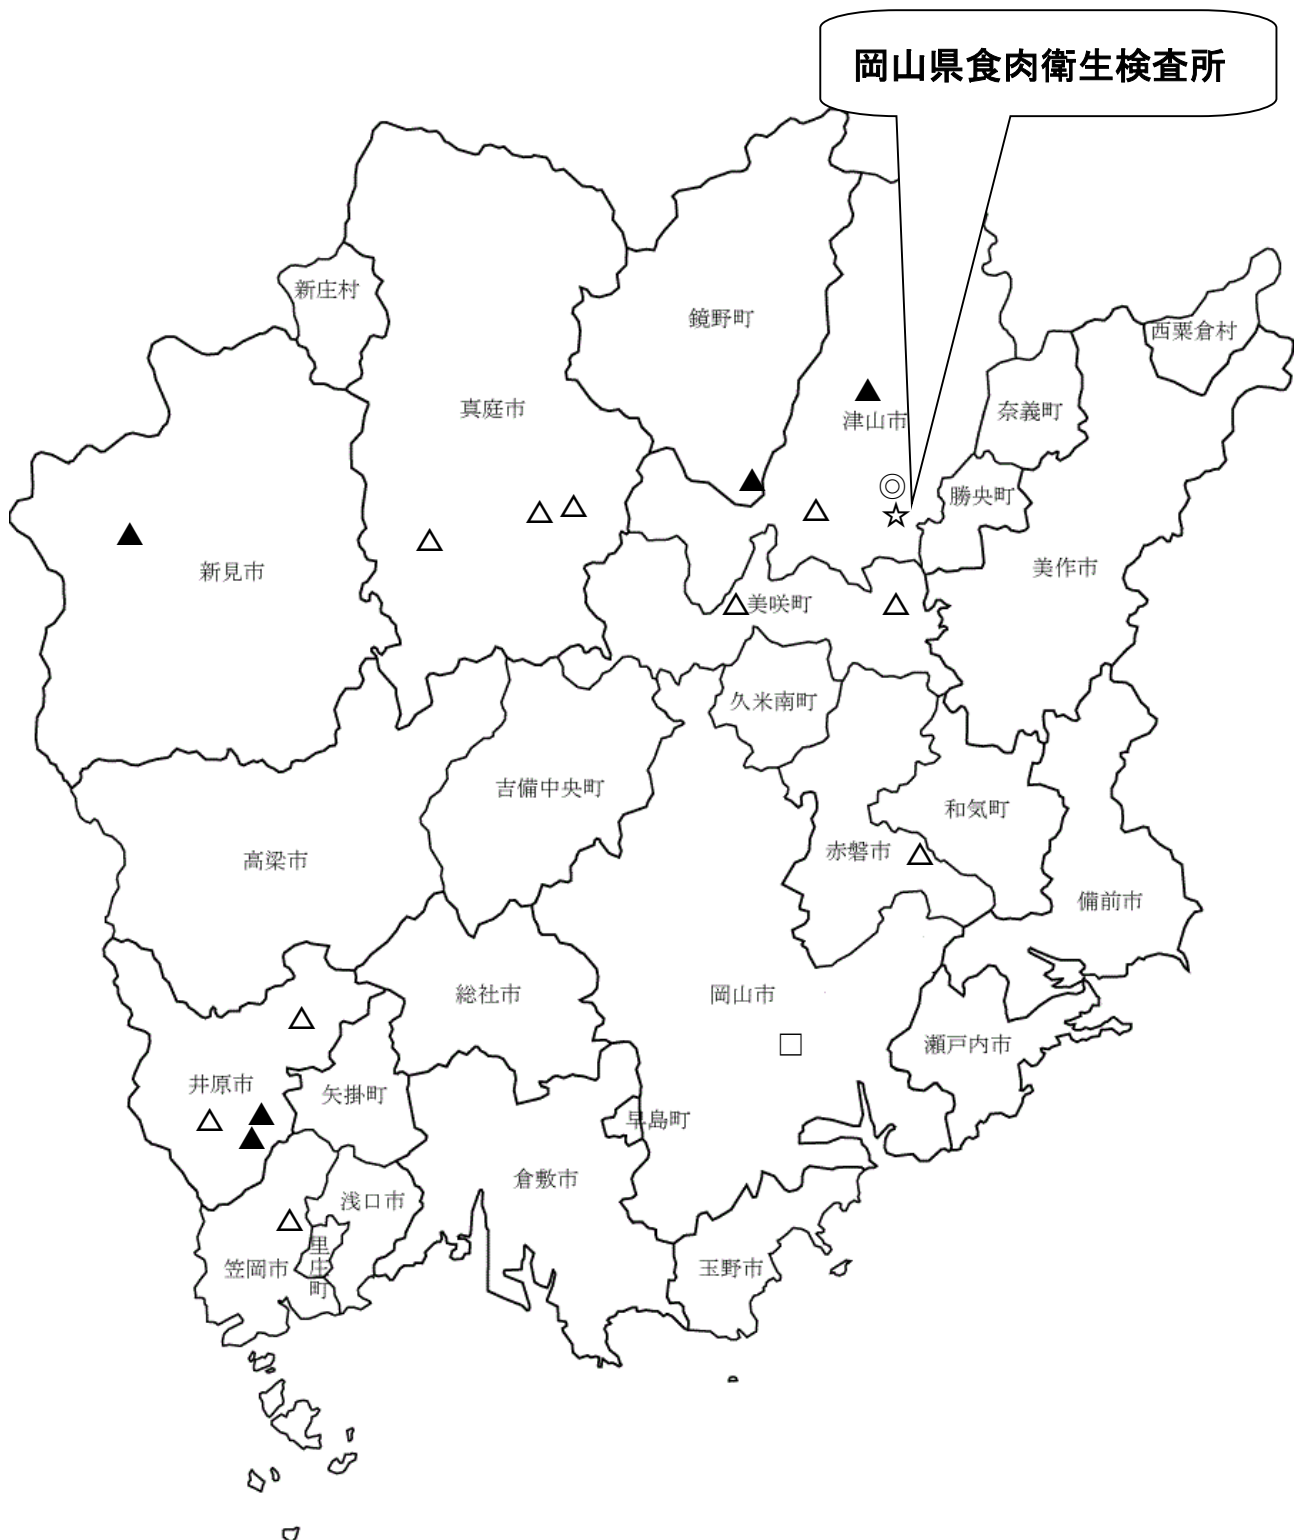 岡山県食肉衛生検査所
新庄村
鏡野町
西粟倉村
真庭市
奈義町
津山市
勝央町
新見市
美作市
美咲町
久米南町
吉備中央町
和気町
高梁市
赤磐市
備前市
総社市
岡山市
瀬戸内市
井原市
矢掛町
早島町
倉敷市
浅口市
里庄町
笠岡市
玉野市